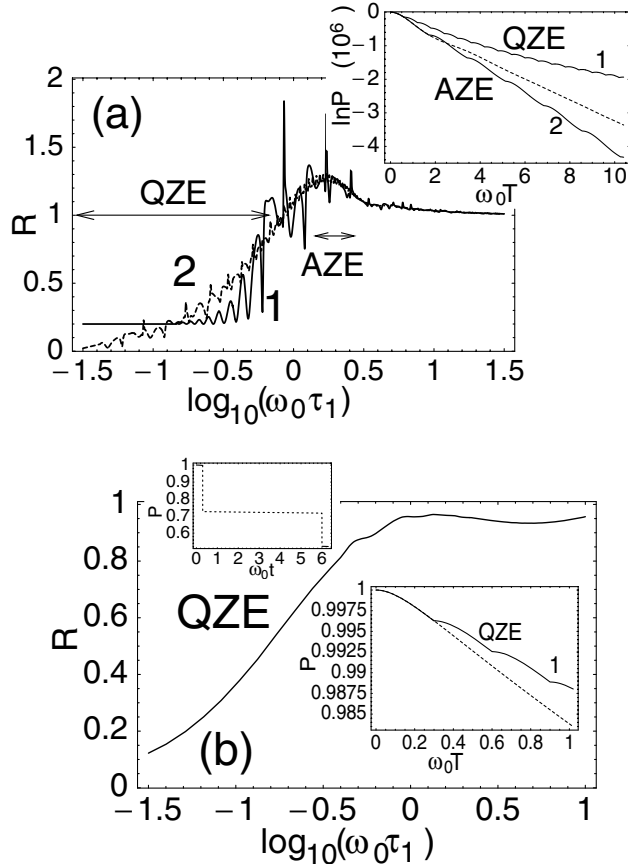 (a)
R
2
1.5
1
0.5
0
QZE
AZE
2
1
−1.5 −1 −0.5 0 0.5 1 1.5
log10(ω0τ1)
lnP (10^6)
0
−1
−2
−3
−4
QZE
1
AZE
2
0 2 4 6 8 10
ω0T
(b)
R
1
0.8
0.6
0.4
0.2
0
QZE
−1.5 −1 −0.5 0 0.5 1
log10(ω0τ1)
P
1
0.9
0.8
0.7
0.6
0 1 2 3 4 5 6
ω0t
P
1
0.9975
0.995
0.9925
0.99
0.9875
0.985
QZE
1
0 0.2 0.4 0.6 0.8 1
ω0T